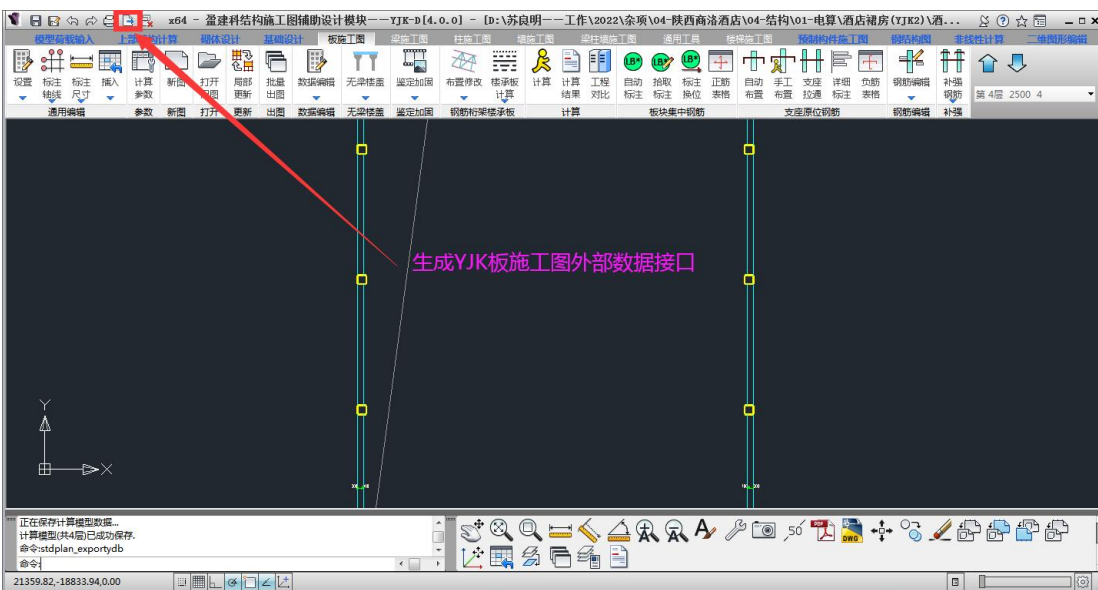 x64 - 盈建科结构施工图辅助设计模块——YJK-D[4.0.0] - [D:\苏良明——工作\2022\杂项\04-陕西商洛酒店\04-结构\01-电算\酒店裙房(YJK2)\酒...
模型荷载输入 上部结构计算 砌体设计 基础设计 板施工图 梁施工图 柱施工图 墙施工图 梁柱墙施工图 通用工具 楼梯施工图 预制构件施工图 钢结构图 非线性计算 二维图形编辑
设置 标注轴线 标注尺寸 插入 计算参数 新图 打开旧图 局部更新 批量出图 数据编辑 无梁楼盖 鉴定加固 布置修改 楼承板计算 计算 计算结果 工程对比 自动标注 拾取标注 标注换位 正筋表格 自动布置 手工布置 支座拉通 详细标注 负筋表格 钢筋编辑 补强钢筋
第 4层 2500 4
通用编辑 参数 新图 打开 更新 出图 数据编辑 无梁楼盖 鉴定加固 钢筋桁架楼承板 计算 板块集中钢筋 支座原位钢筋 钢筋编辑 补强
生成YJK板施工图外部数据接口
Y
X
正在保存计算模型数据...
计算模型(共4层)已成功保存.
命令:stdplan_exportydb
命令:
50
PDF
DWG
21359.82,-18833.94,0.00